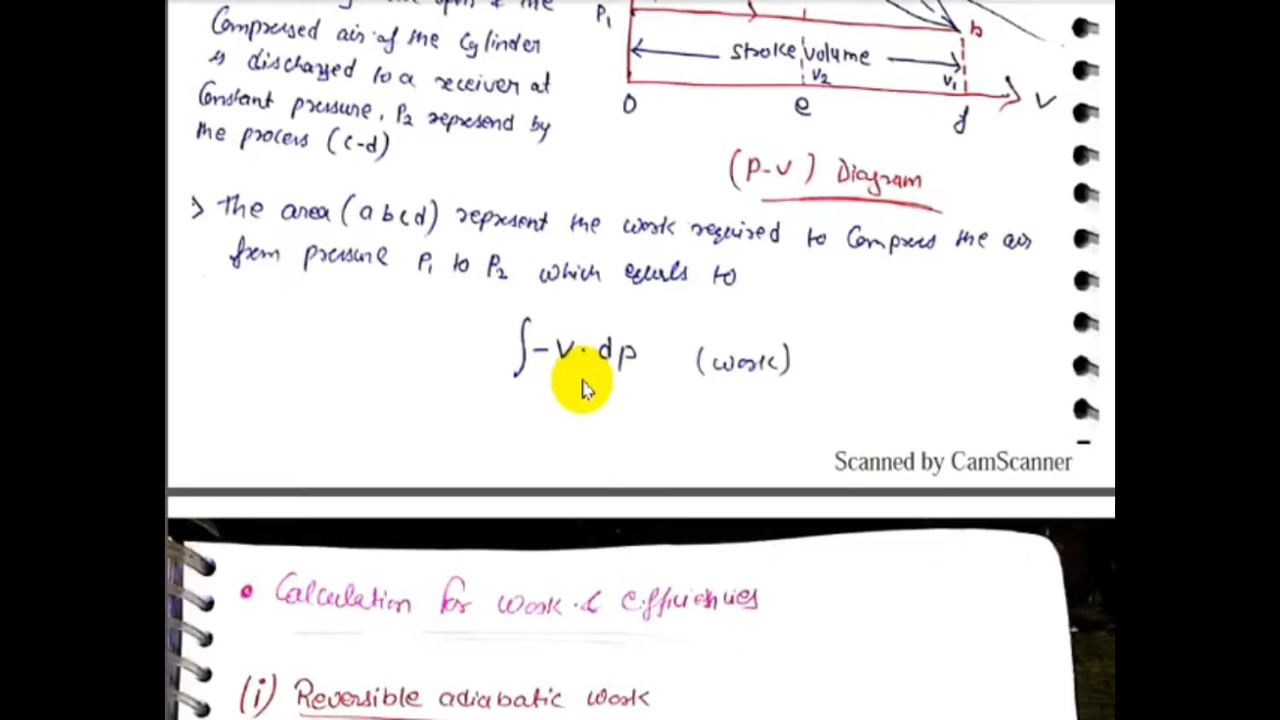 Compressed air of the Cylinder
is discharged to a receiver at
Constant pressure, P2 represend by
the process (c-d)
P1
b
stroke volume
V2
V1
O
e
f
V
(P-V) Diagram
> The area (abcd) represent the work required to Compress the air
from pressure P1 to P2 which equals to
∫-V·dp (work)
Scanned by CamScanner
• Calculation for work & efficiencies
(i) Reversible adiabatic work